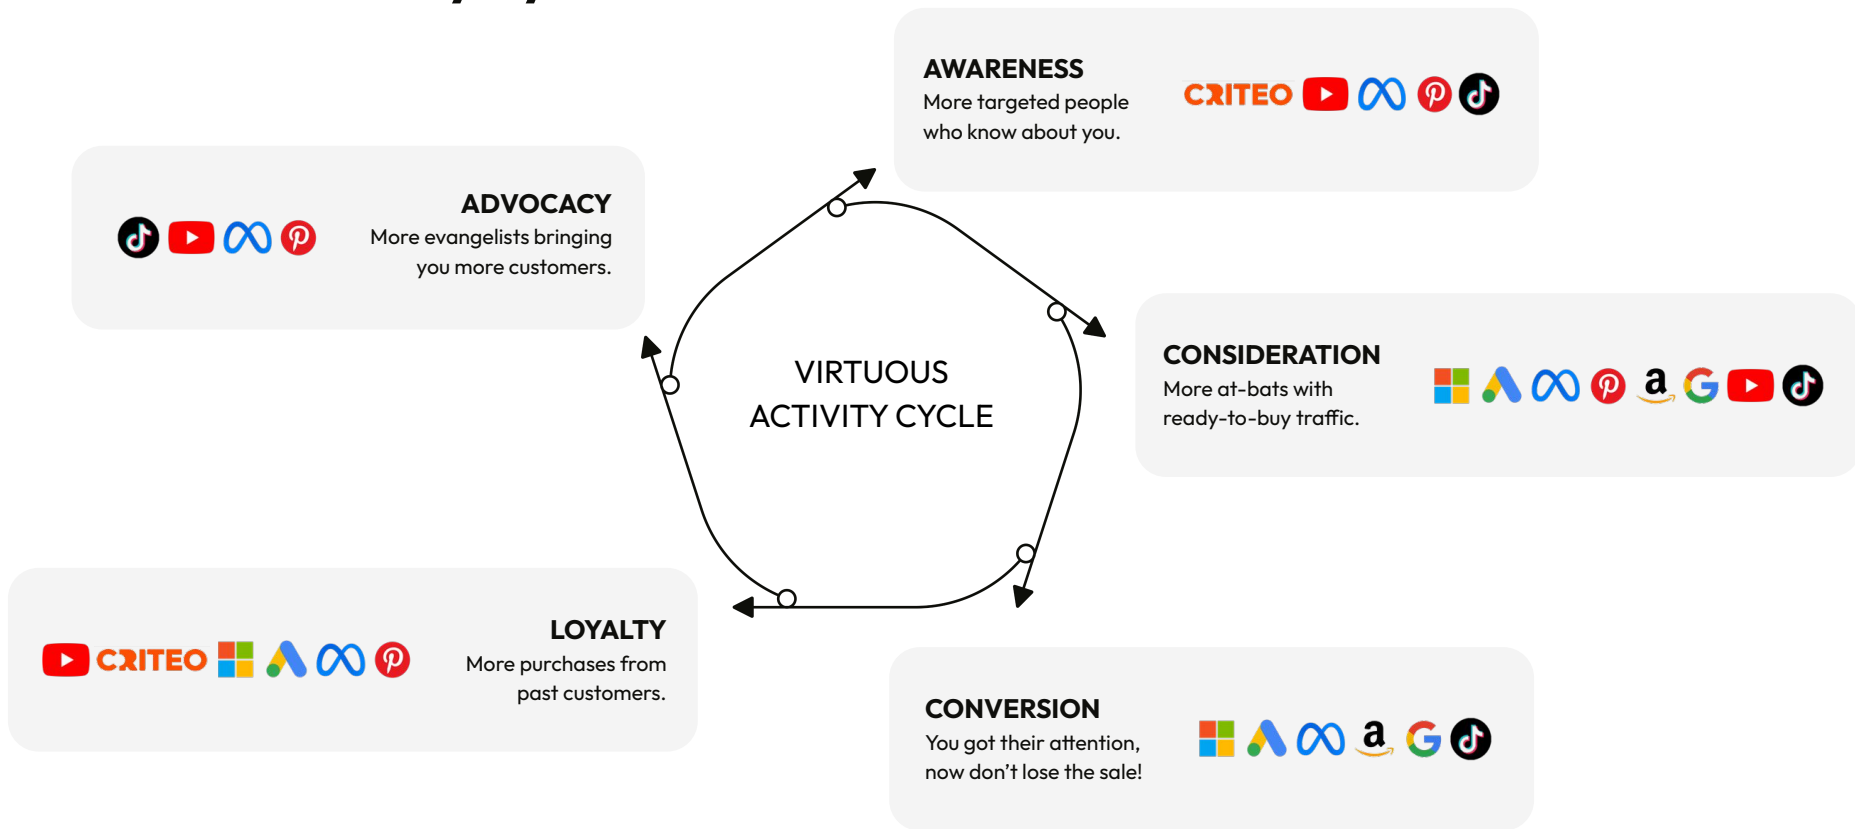 AWARENESS
More targeted people
who know about you.
CRITEO
ADVOCACY
More evangelists bringing
you more customers.
VIRTUOUS
ACTIVITY CYCLE
CONSIDERATION
More at-bats with
ready-to-buy traffic.
a
CRITEO
LOYALTY
More purchases from
past customers.
CONVERSION
You got their attention,
now don't lose the sale!
a